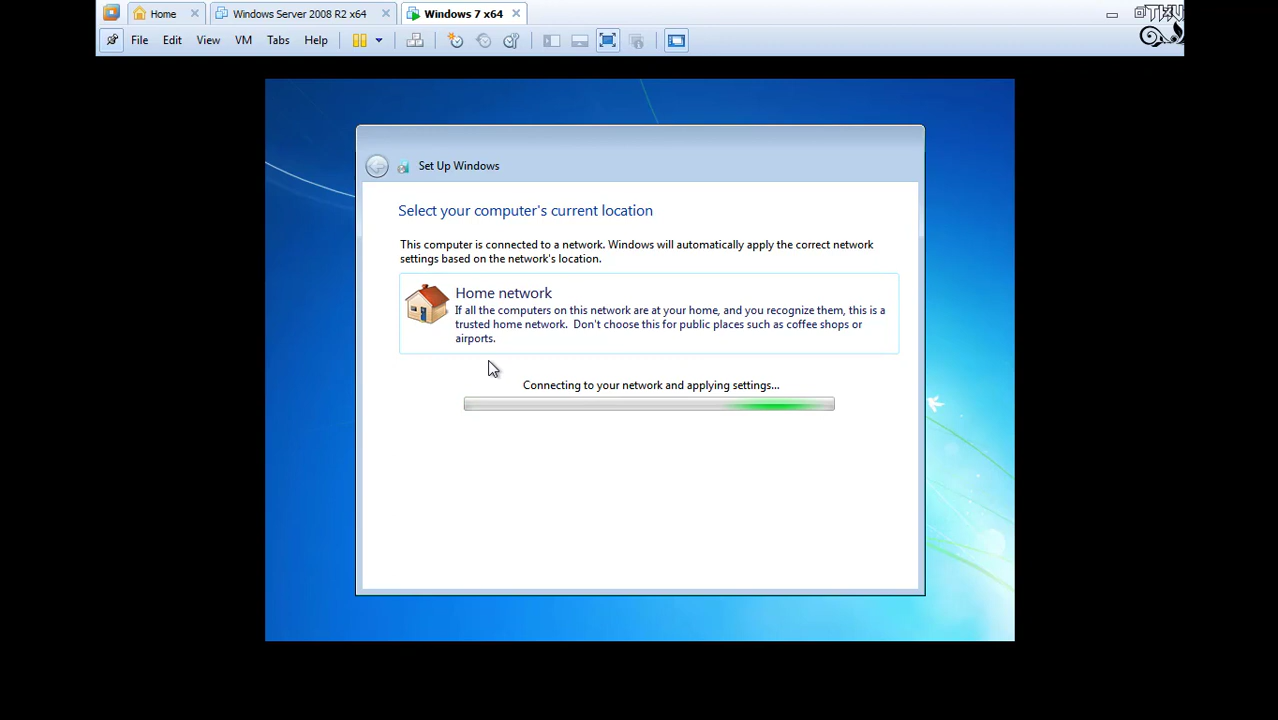 Home
Windows Server 2008 R2 x64
Windows 7 x64
File Edit View VM Tabs Help
Set Up Windows
Select your computer's current location
This computer is connected to a network. Windows will automatically apply the correct network
settings based on the network's location.
Home network
If all the computers on this network are at your home, and you recognize them, this is a
trusted home network. Don't choose this for public places such as coffee shops or
airports.
Connecting to your network and applying settings...